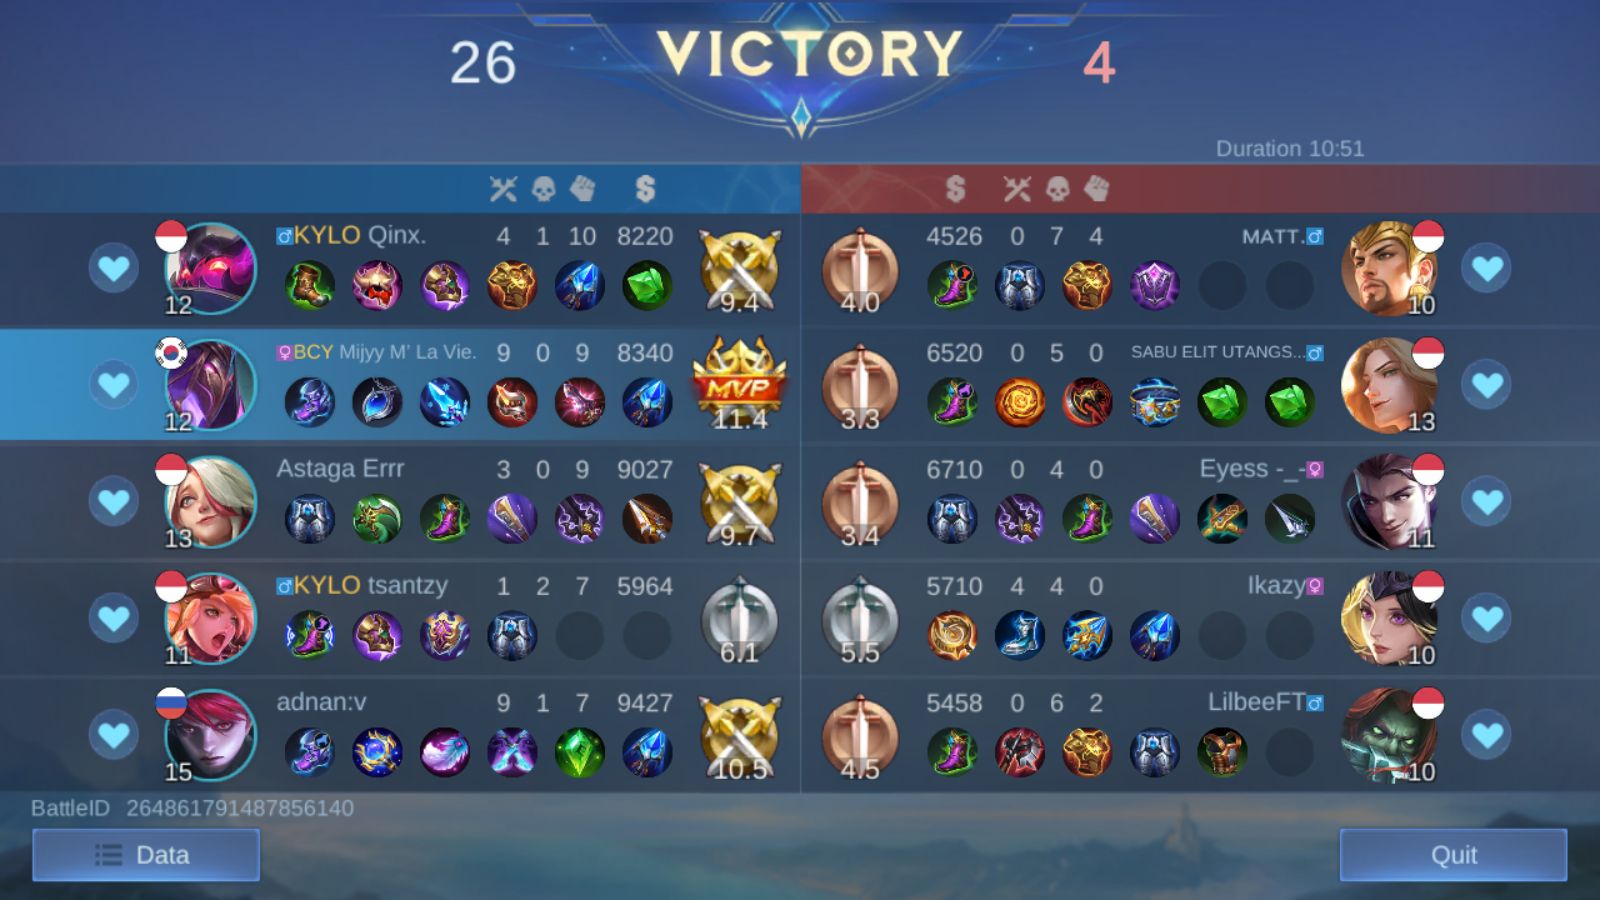 26 VICTORY 4
Duration 10:51
KYLO Qinx. 4 1 10 8220
12 9.4
4526 0 7 4 MATT.
4.0 10
BCY Mijyy M' La Vie. 9 0 9 8340
12 MVP 11.4
6520 0 5 0 SABU ELIT UTANGS...
3.3 13
Astaga Errr 3 0 9 9027
13 9.7
6710 0 4 0 Eyess -_-
3.4 11
KYLO tsantzy 1 2 7 5964
11 6.1
5710 4 4 0 Ikazy
5.5 10
adnan:v 9 1 7 9427
15 10.5
5458 0 6 2 LilbeeFT
4.5 10
BattleID 264861791487856140
Data
Quit